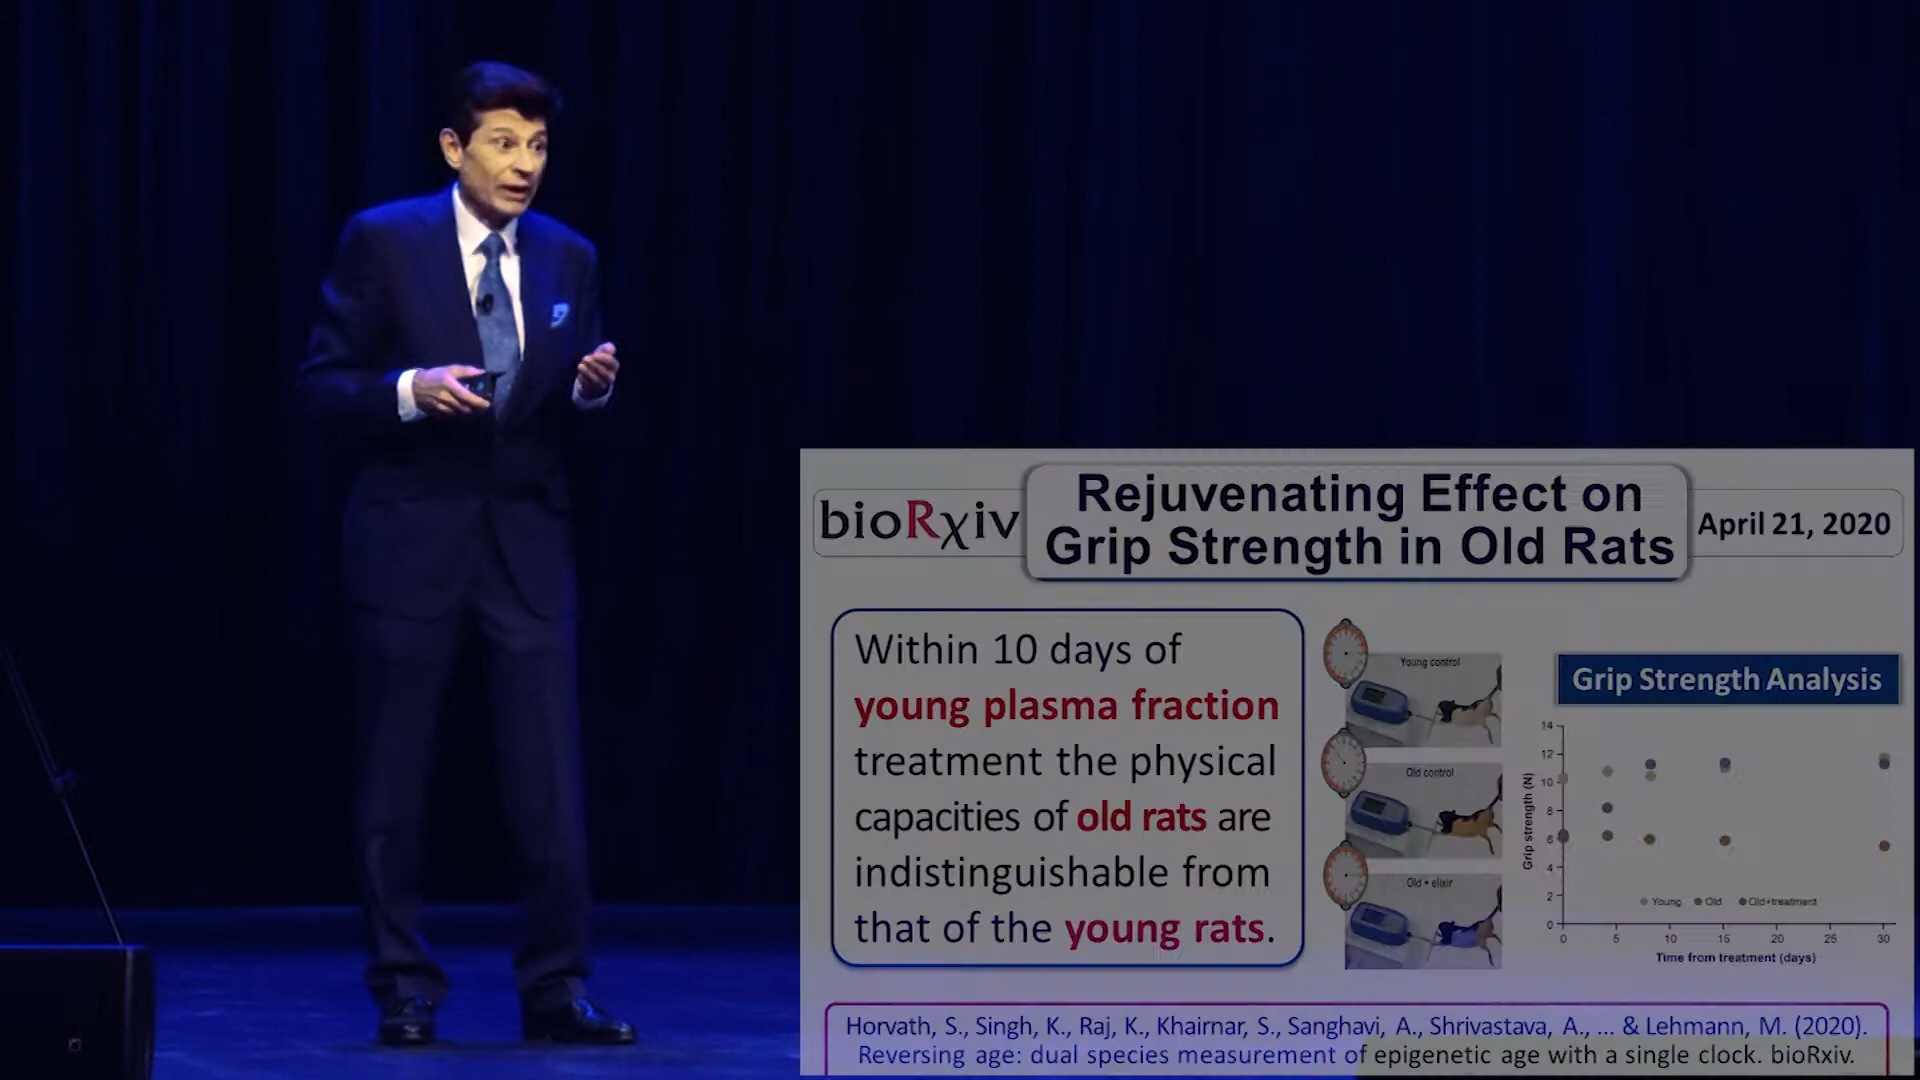 bioRxiv
Rejuvenating Effect on
Grip Strength in Old Rats
April 21, 2020
Within 10 days of
young plasma fraction
treatment the physical
capacities of old rats are
indistinguishable from
that of the young rats.
Young control
Old control
Old + elixir
Grip Strength Analysis
14
12
10
8
6
4
2
0
Grip strength (N)
Young Old Old+treatment
0 5 10 15 20 25 30
Time from treatment (days)
Horvath, S., Singh, K., Raj, K., Khairnar, S., Sanghavi, A., Shrivastava, A., ... & Lehmann, M. (2020).
Reversing age: dual species measurement of epigenetic age with a single clock. bioRxiv.